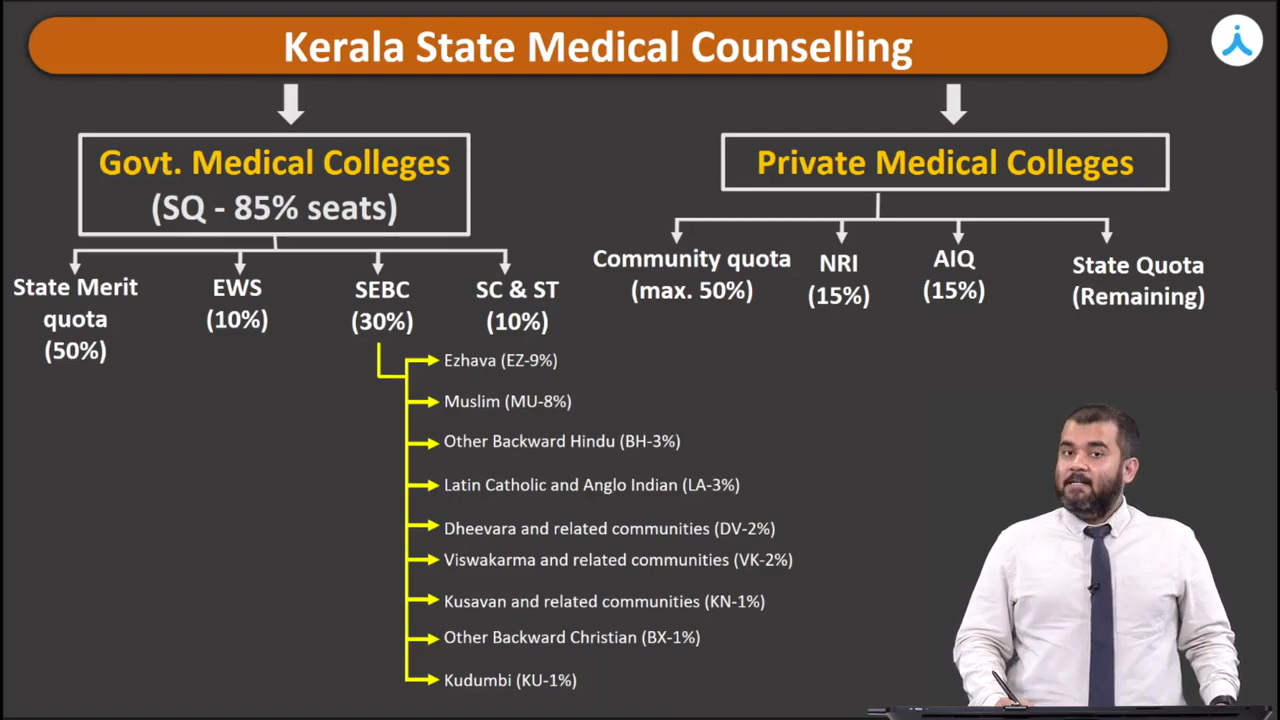 Kerala State Medical Counselling
Govt. Medical Colleges
(SQ - 85% seats)
State Merit
quota
(50%)
EWS
(10%)
SEBC
(30%)
SC & ST
(10%)
Ezhava (EZ-9%)
Muslim (MU-8%)
Other Backward Hindu (BH-3%)
Latin Catholic and Anglo Indian (LA-3%)
Dheevara and related communities (DV-2%)
Viswakarma and related communities (VK-2%)
Kusavan and related communities (KN-1%)
Other Backward Christian (BX-1%)
Kudumbi (KU-1%)
Private Medical Colleges
Community quota
(max. 50%)
NRI
(15%)
AIQ
(15%)
State Quota
(Remaining)